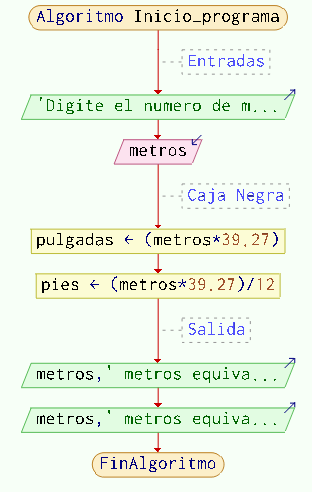 Algoritmo Inicio_programa
Entradas
'Digite el numero de m...
metros
Caja Negra
pulgadas ← (metros*39.27)
pies ← (metros*39.27)/12
Salida
metros,' metros equiva...
metros,' metros equiva...
FinAlgoritmo